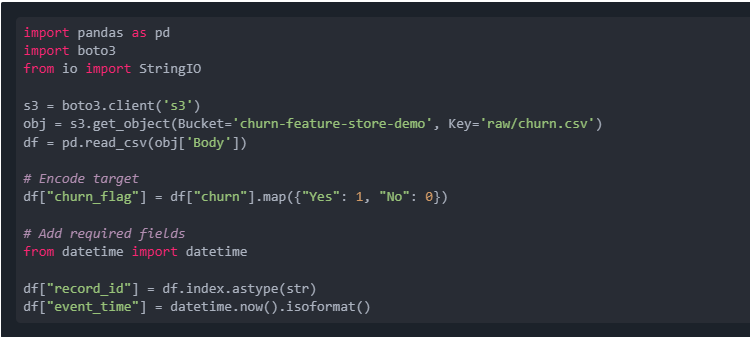 import pandas as pd
import boto3
from io import StringIO
s3 = boto3.client('s3')
obj = s3.get_object(Bucket='churn-feature-store-demo', Key='raw/churn.csv')
df = pd.read_csv(obj['Body'])
# Encode target
df["churn_flag"] = df["churn"].map({"Yes": 1, "No": 0})
# Add required fields
from datetime import datetime
df["record_id"] = df.index.astype(str)
df["event_time"] = datetime.now().isoformat()